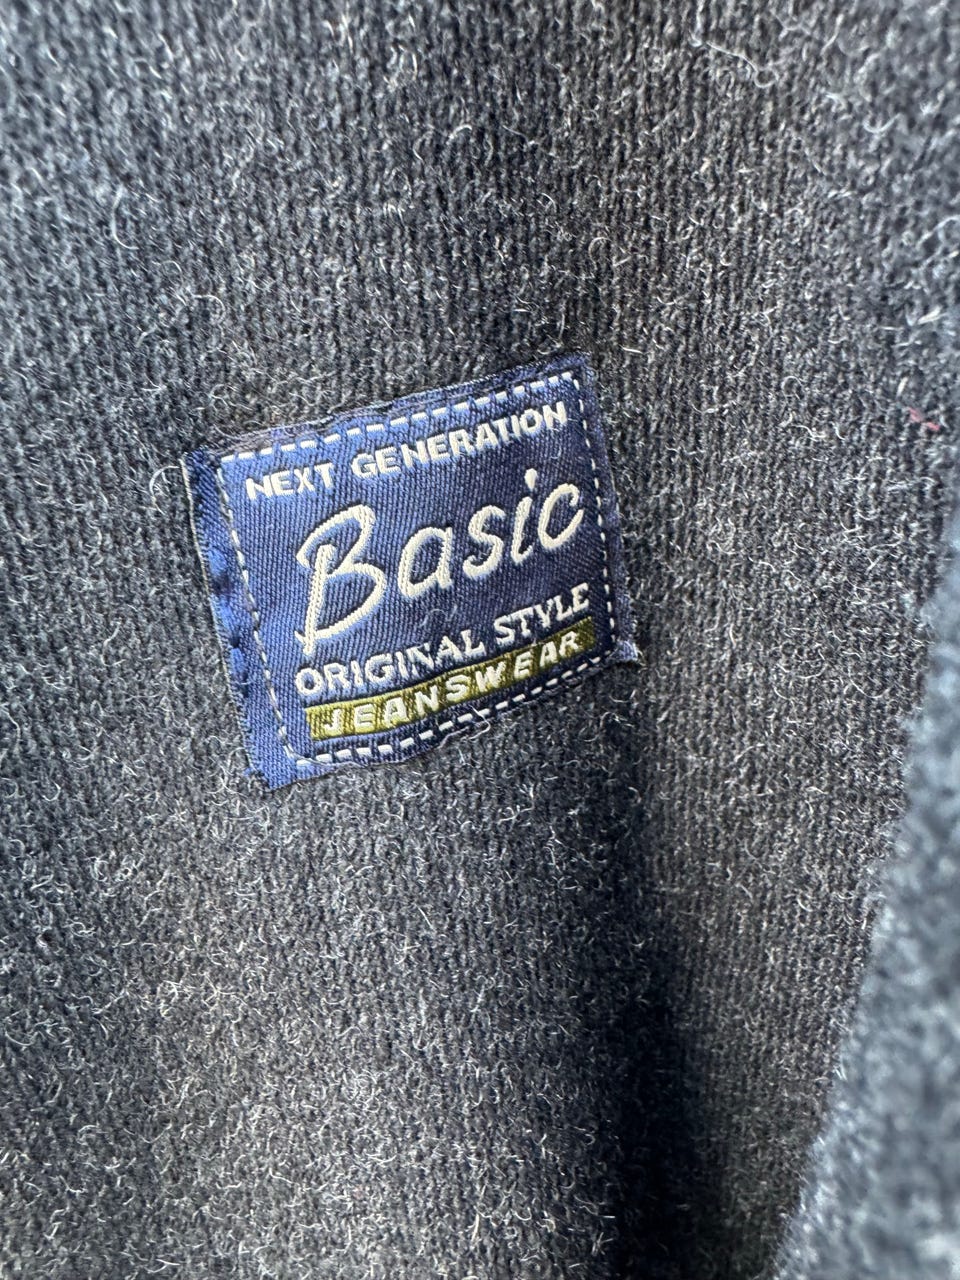 NEXT GENERATION
Basic
ORIGINAL STYLE
JEANSWEAR